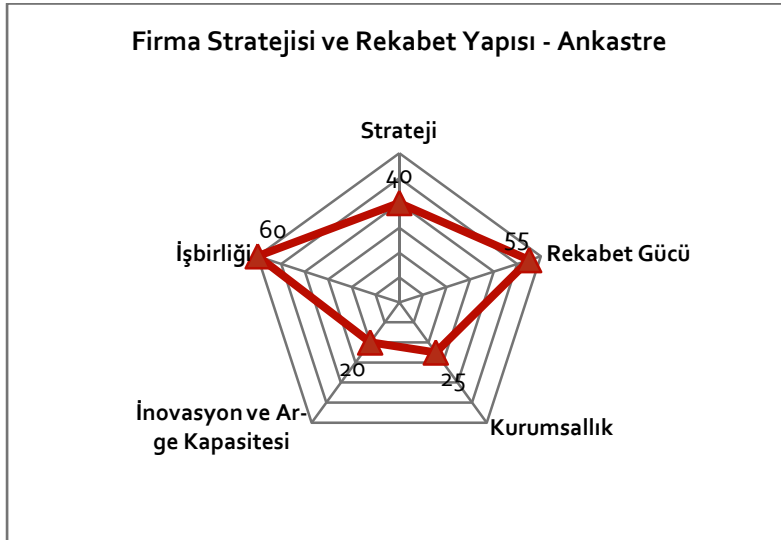 Firma Stratejisi ve Rekabet Yapısı - Ankastre
Strateji
40
60
55
İşbirliği
Rekabet Gücü
20
25
İnovasyon ve Ar-
ge Kapasitesi
Kurumsallık